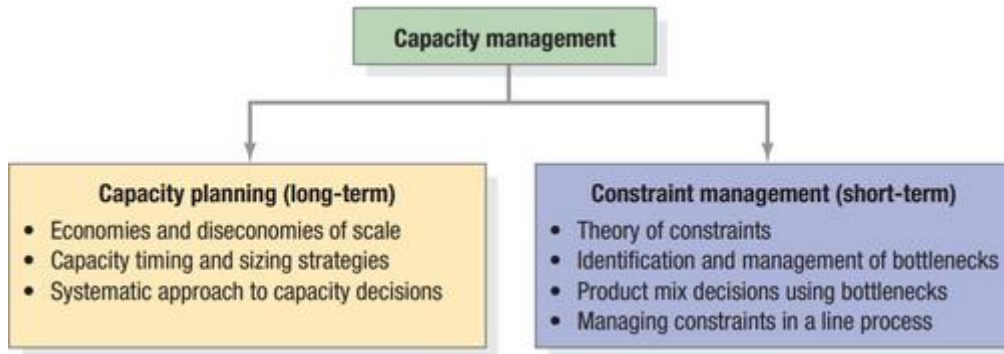 Capacity management
Capacity planning (long-term)
• Economies and diseconomies of scale
• Capacity timing and sizing strategies
• Systematic approach to capacity decisions
Constraint management (short-term)
• Theory of constraints
• Identification and management of bottlenecks
• Product mix decisions using bottlenecks
• Managing constraints in a line process